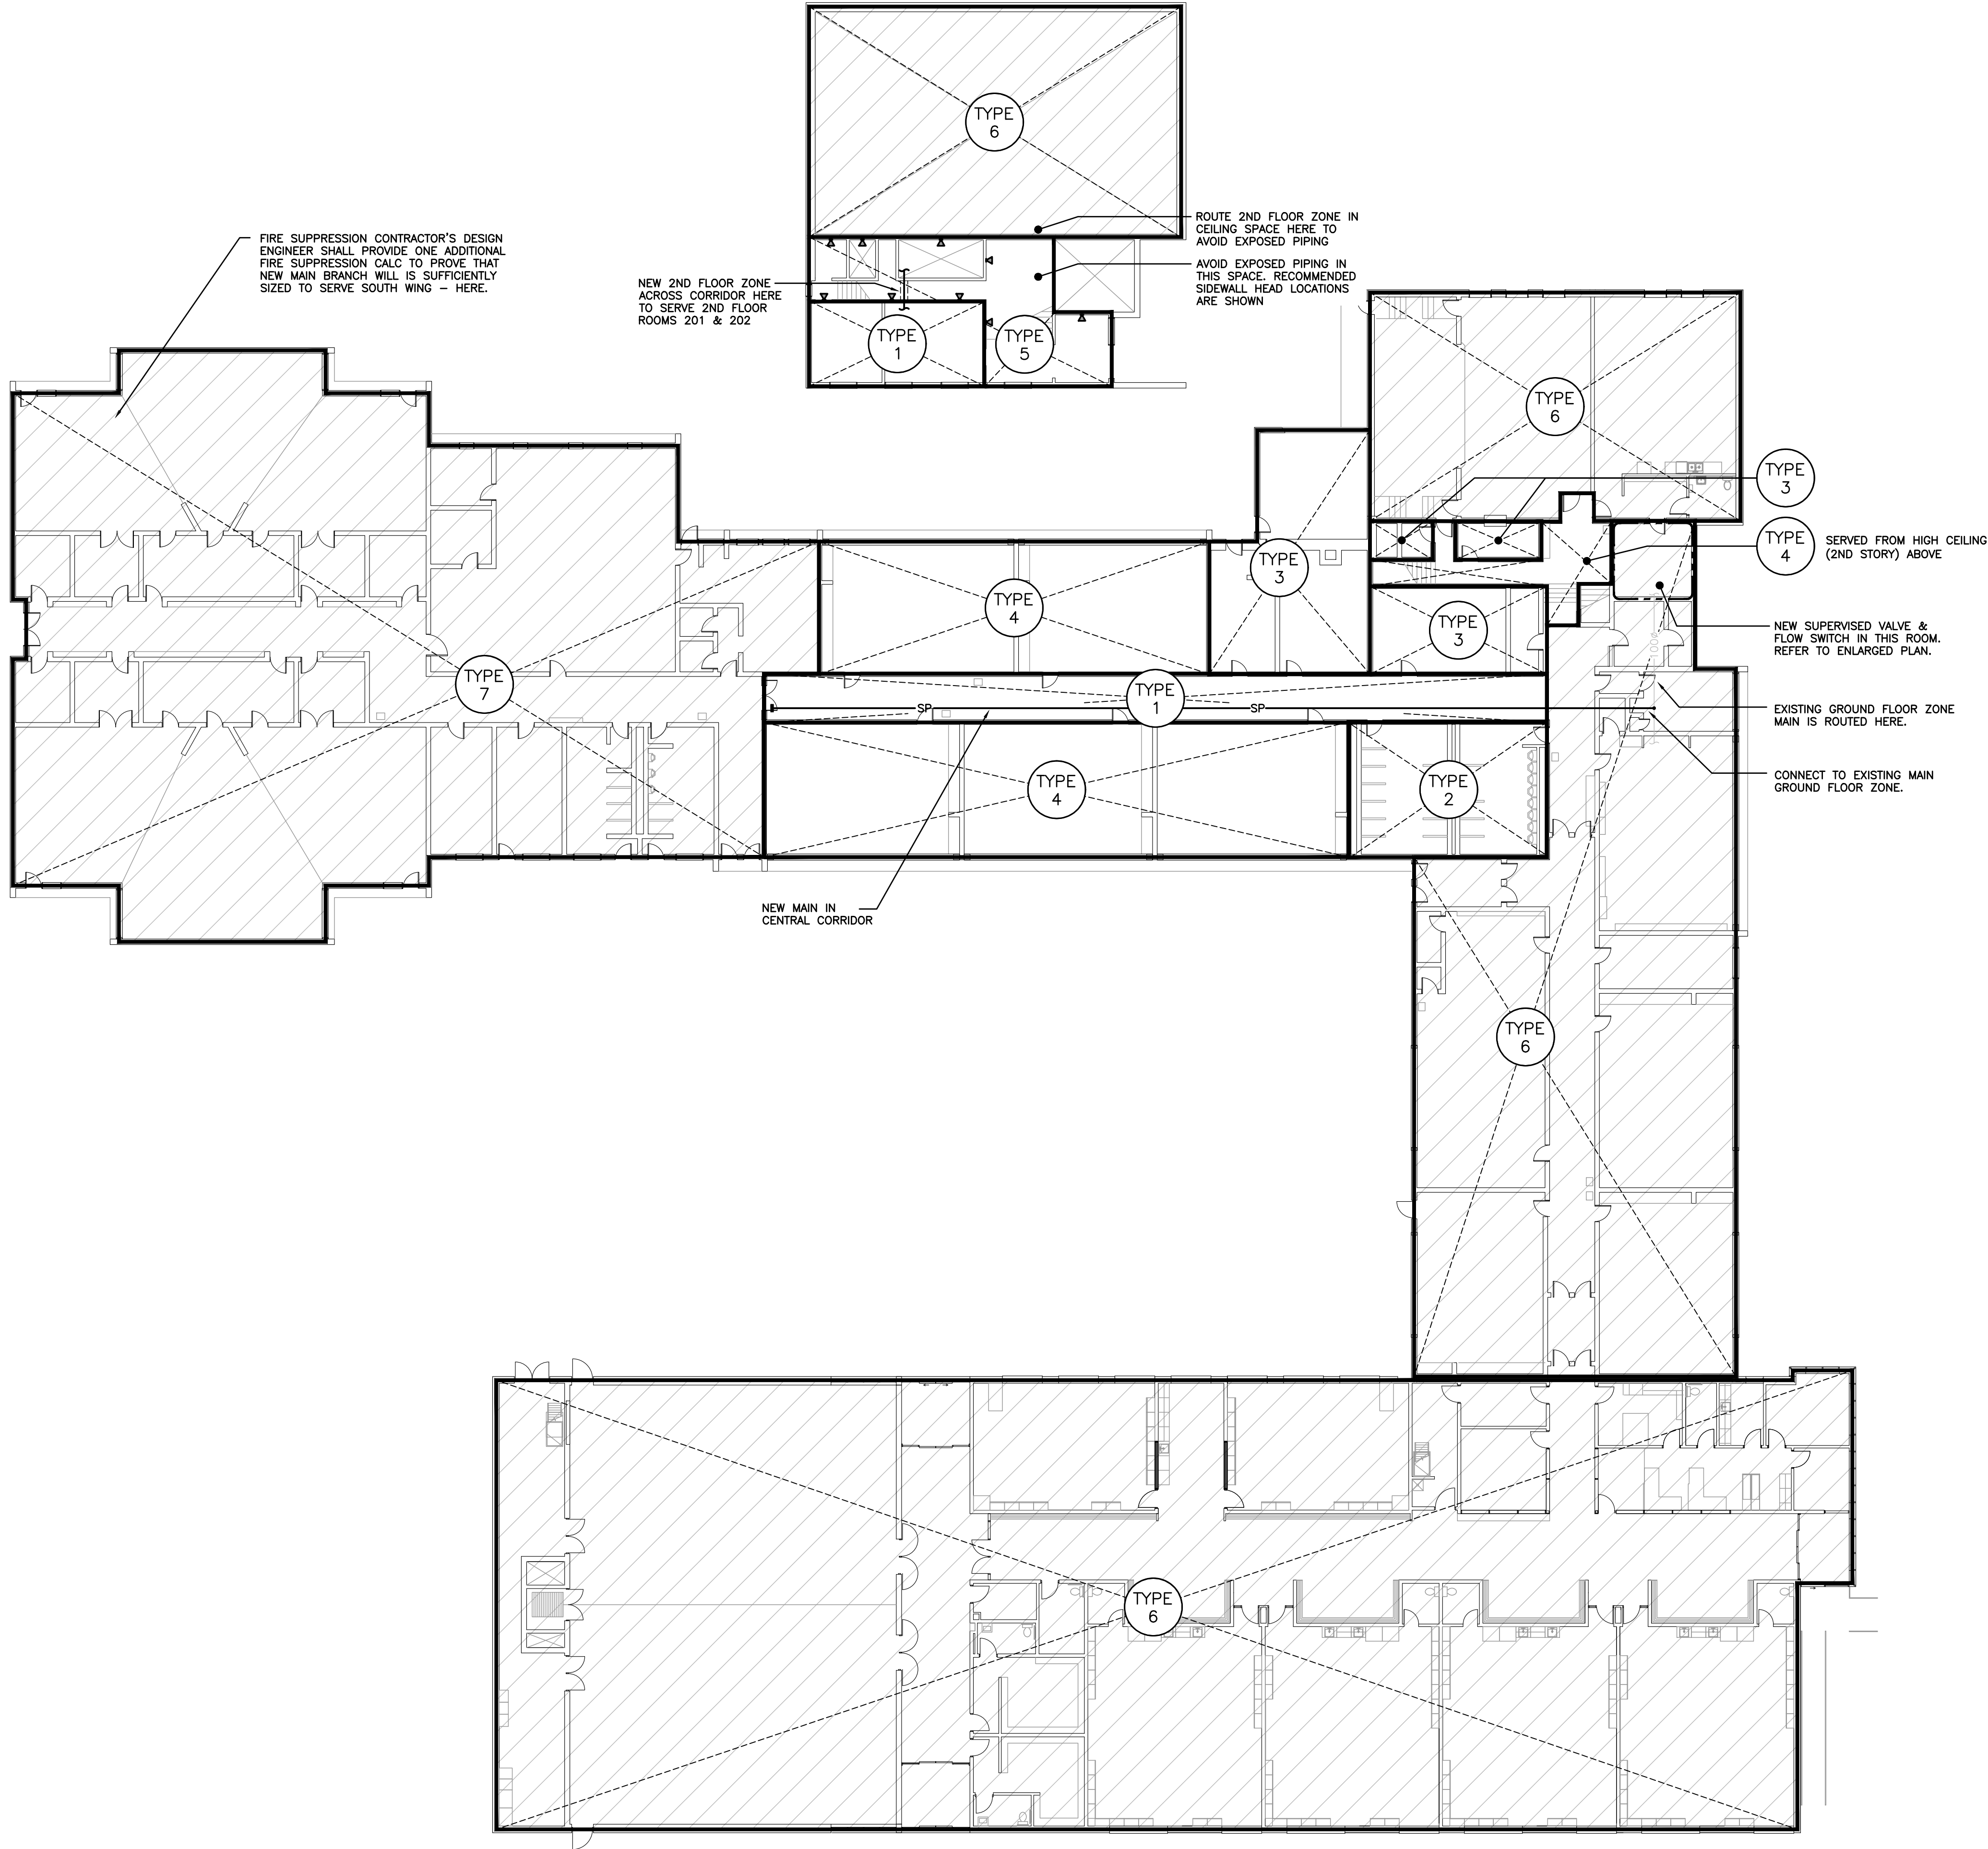 TYPE
6
ROUTE 2ND FLOOR ZONE IN
CEILING SPACE HERE TO
AVOID EXPOSED PIPING
FIRE SUPPRESSION CONTRACTOR'S DESIGN
ENGINEER SHALL PROVIDE ONE ADDITIONAL
FIRE SUPPRESSION CALC TO PROVE THAT
NEW MAIN BRANCH WILL IS SUFFICIENTLY
SIZED TO SERVE SOUTH WING – HERE.
AVOID EXPOSED PIPING IN
THIS SPACE. RECOMMENDED
SIDEWALL HEAD LOCATIONS
ARE SHOWN
NEW 2ND FLOOR ZONE
ACROSS CORRIDOR HERE
TO SERVE 2ND FLOOR
ROOMS 201 & 202
TYPE
1
TYPE
5
TYPE
6
TYPE
3
TYPE
4
SERVED FROM HIGH CEILING
(2ND STORY) ABOVE
TYPE
3
TYPE
4
TYPE
3
NEW SUPERVISED VALVE &
FLOW SWITCH IN THIS ROOM.
REFER TO ENLARGED PLAN.
TYPE
7
TYPE
1
SP
SP
EXISTING GROUND FLOOR ZONE
MAIN IS ROUTED HERE.
CONNECT TO EXISTING MAIN
GROUND FLOOR ZONE.
TYPE
4
TYPE
2
NEW MAIN IN
CENTRAL CORRIDOR
TYPE
6
TYPE
6